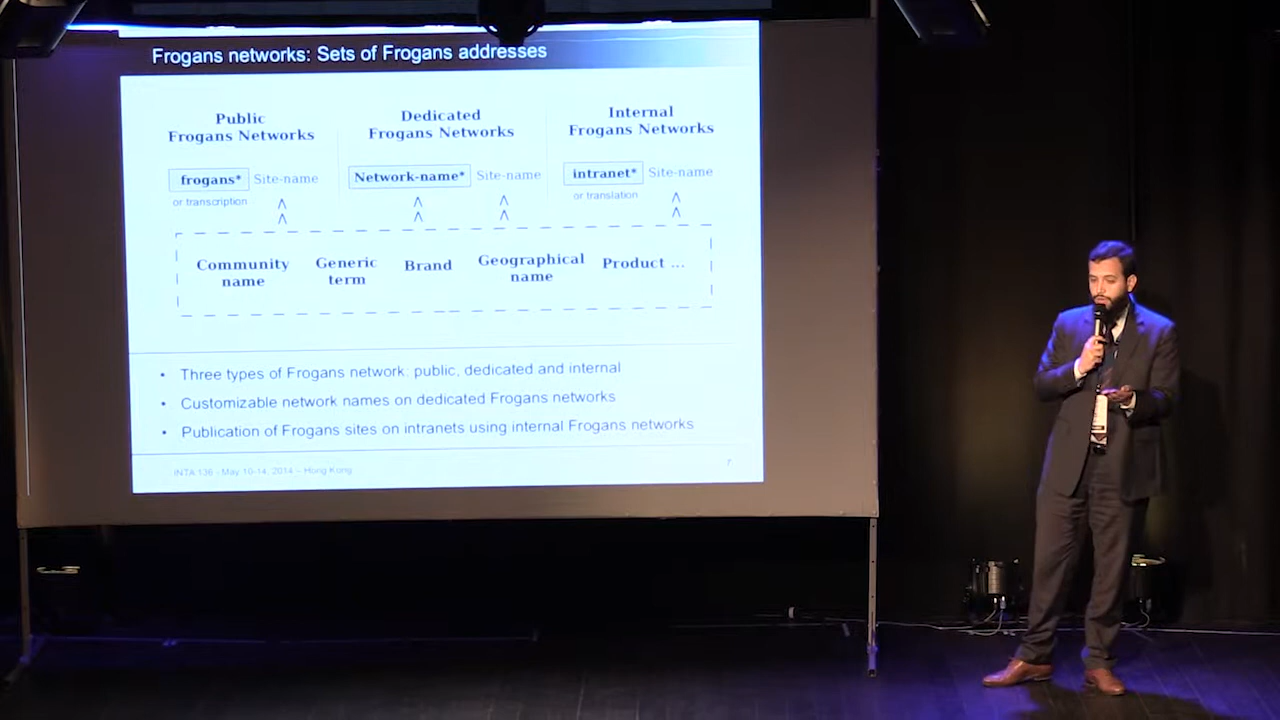 Frogans networks: Sets of Frogans addresses
Public
Frogans Networks
Dedicated
Frogans Networks
Internal
Frogans Networks
frogans* Site-name
or transcription
Network-name* Site-name
intranet* Site-name
or translation
Community
name
Generic
term
Brand
Geographical
name
Product ...
• Three types of Frogans network: public, dedicated and internal
• Customizable network names on dedicated Frogans networks
• Publication of Frogans sites on intranets using internal Frogans networks
INTA 136 - May 10-14, 2014 – Hong Kong
7